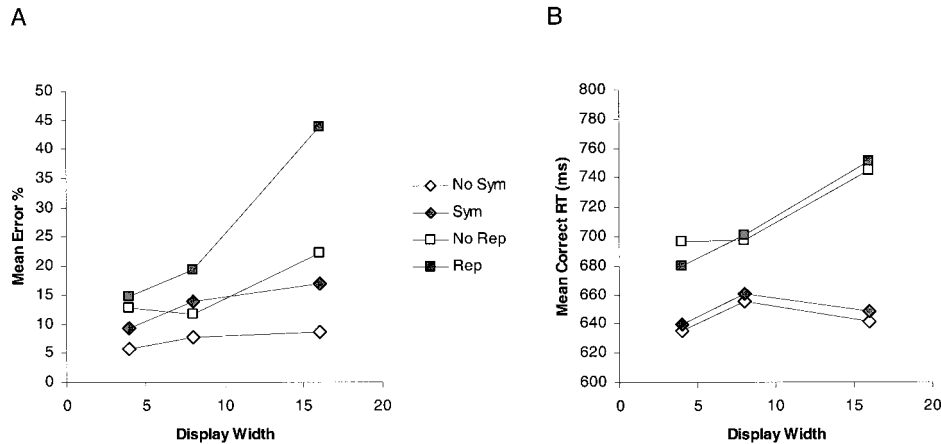 A
B
50
45
40
35
30
25
20
15
10
5
0
Mean Error %
0 5 10 15 20
Display Width
No Sym
Sym
No Rep
Rep
800
780
760
740
720
700
680
660
640
620
600
Mean Correct RT (ms)
0 5 10 15 20
Display Width